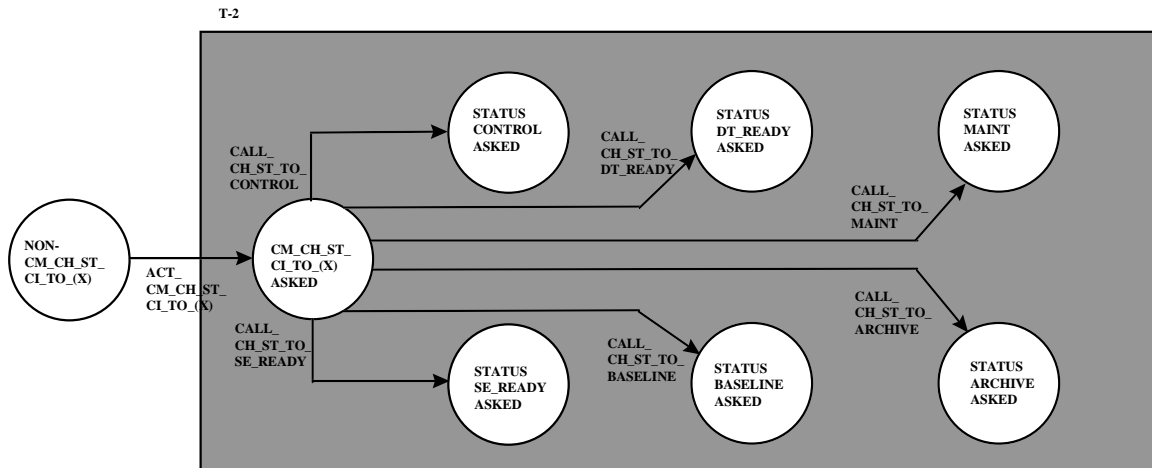 T-2
STATUS
CONTROL
ASKED
STATUS
DT_READY
ASKED
STATUS
MAINT
ASKED
CALL_
CH_ST_TO_
CONTROL
CALL_
CH_ST_TO_
DT_READY
CALL_
CH_ST_TO_
MAINT
NON-
CM_CH_ST_
CI_TO_(X)
ACT_
CM_CH_ST_
CI_TO_(X)
CM_CH_ST_
CI_TO_(X)
ASKED
CALL_
CH_ST_TO_
SE_READY
CALL_
CH_ST_TO_
BASELINE
CALL_
CH_ST_TO_
ARCHIVE
STATUS
SE_READY
ASKED
STATUS
BASELINE
ASKED
STATUS
ARCHIVE
ASKED